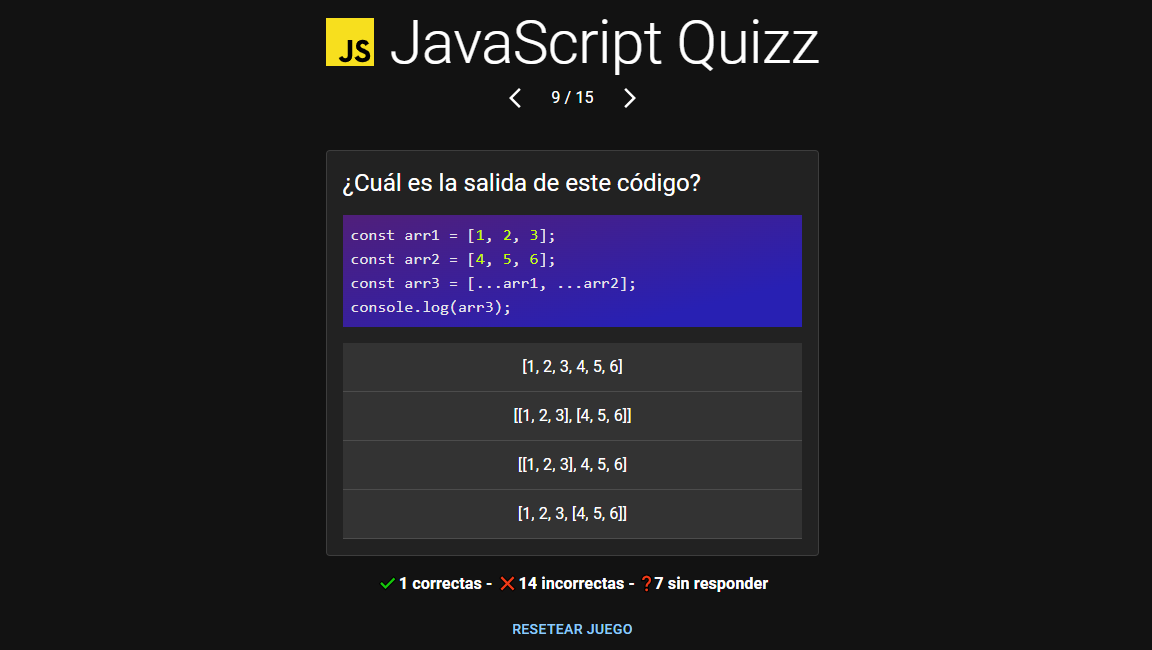 JS JavaScript Quizz
9 / 15
¿Cuál es la salida de este código?
const arr1 = [1, 2, 3];
const arr2 = [4, 5, 6];
const arr3 = [...arr1, ...arr2];
console.log(arr3);
[1, 2, 3, 4, 5, 6]
[[1, 2, 3], [4, 5, 6]]
[[1, 2, 3], 4, 5, 6]
[1, 2, 3, [4, 5, 6]]
1 correctas - 14 incorrectas - ?7 sin responder
RESETEAR JUEGO